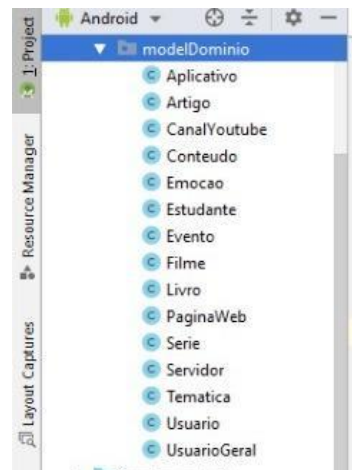 Android
1: Project
Resource Manager
Layout Captures
modelDominio
C Aplicativo
C Artigo
C CanalYoutube
C Conteudo
C Emocao
C Estudante
C Evento
C Filme
C Livro
C PaginaWeb
C Serie
C Servidor
C Tematica
C Usuario
C UsuarioGeral